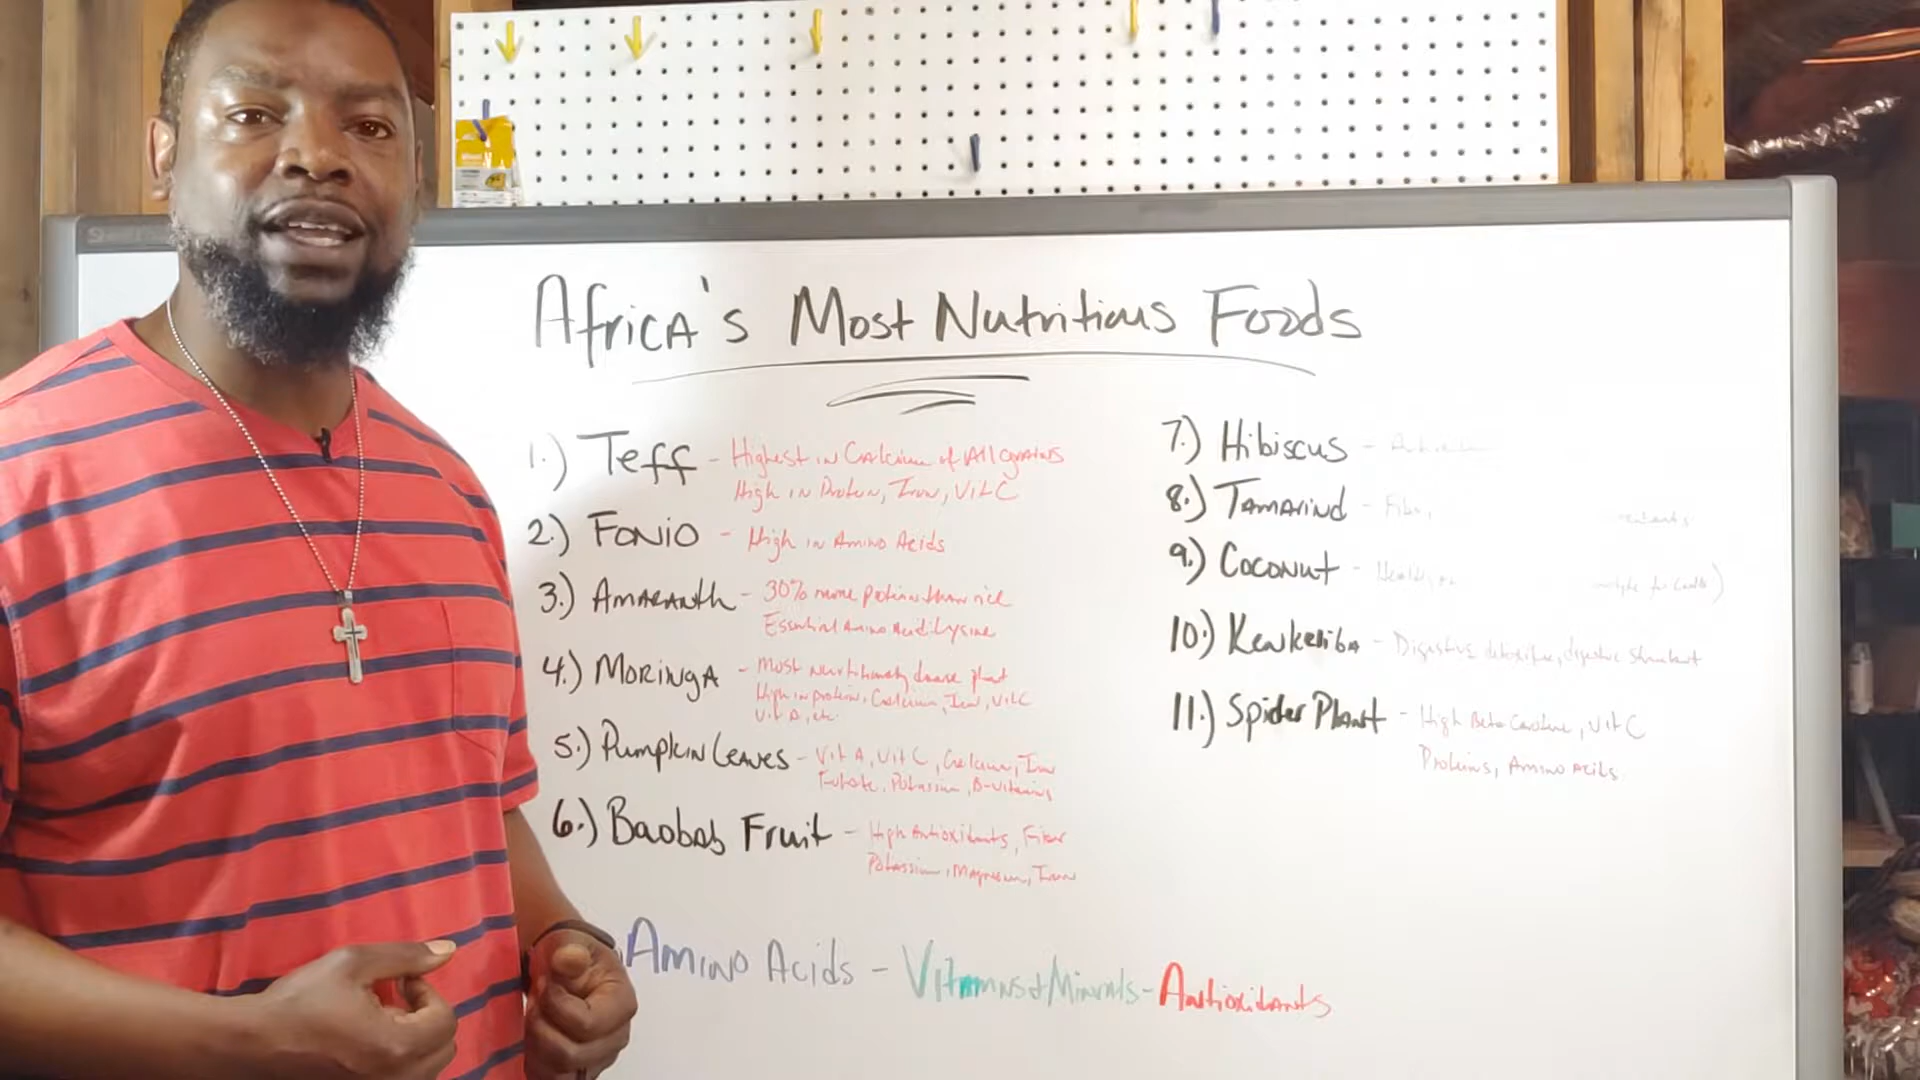 Africa's Most Nutritious Foods
1.) Teff - Highest in Calcium of All grains
High in Protein, Iron, Vit C
2.) Fonio - High in Amino Acids
3.) Amaranth - 30% more protein than rice
Essential Amino Acid Lysine
4.) Moringa - Most nutritionally dense plant
High in protein, Calcium, Iron, Vit C
Vit A, etc.
5.) Pumpkin Leaves - Vit A, Vit C, Calcium, Iron
Folate, Potassium, B-vitamins
6.) Baobab Fruit - High Antioxidants, Fiber
Potassium, Magnesium, Iron
7.) Hibiscus -
8.) Tamarind - Fiber,
9.) Coconut -
10.) Kewkeliba - Digestive detoxifier, digestive stimulant
11.) Spider Plant - High Beta Carotine, Vit C
Proteins, Amino Acids
Amino Acids - Vitamins + Minerals - Antioxidants